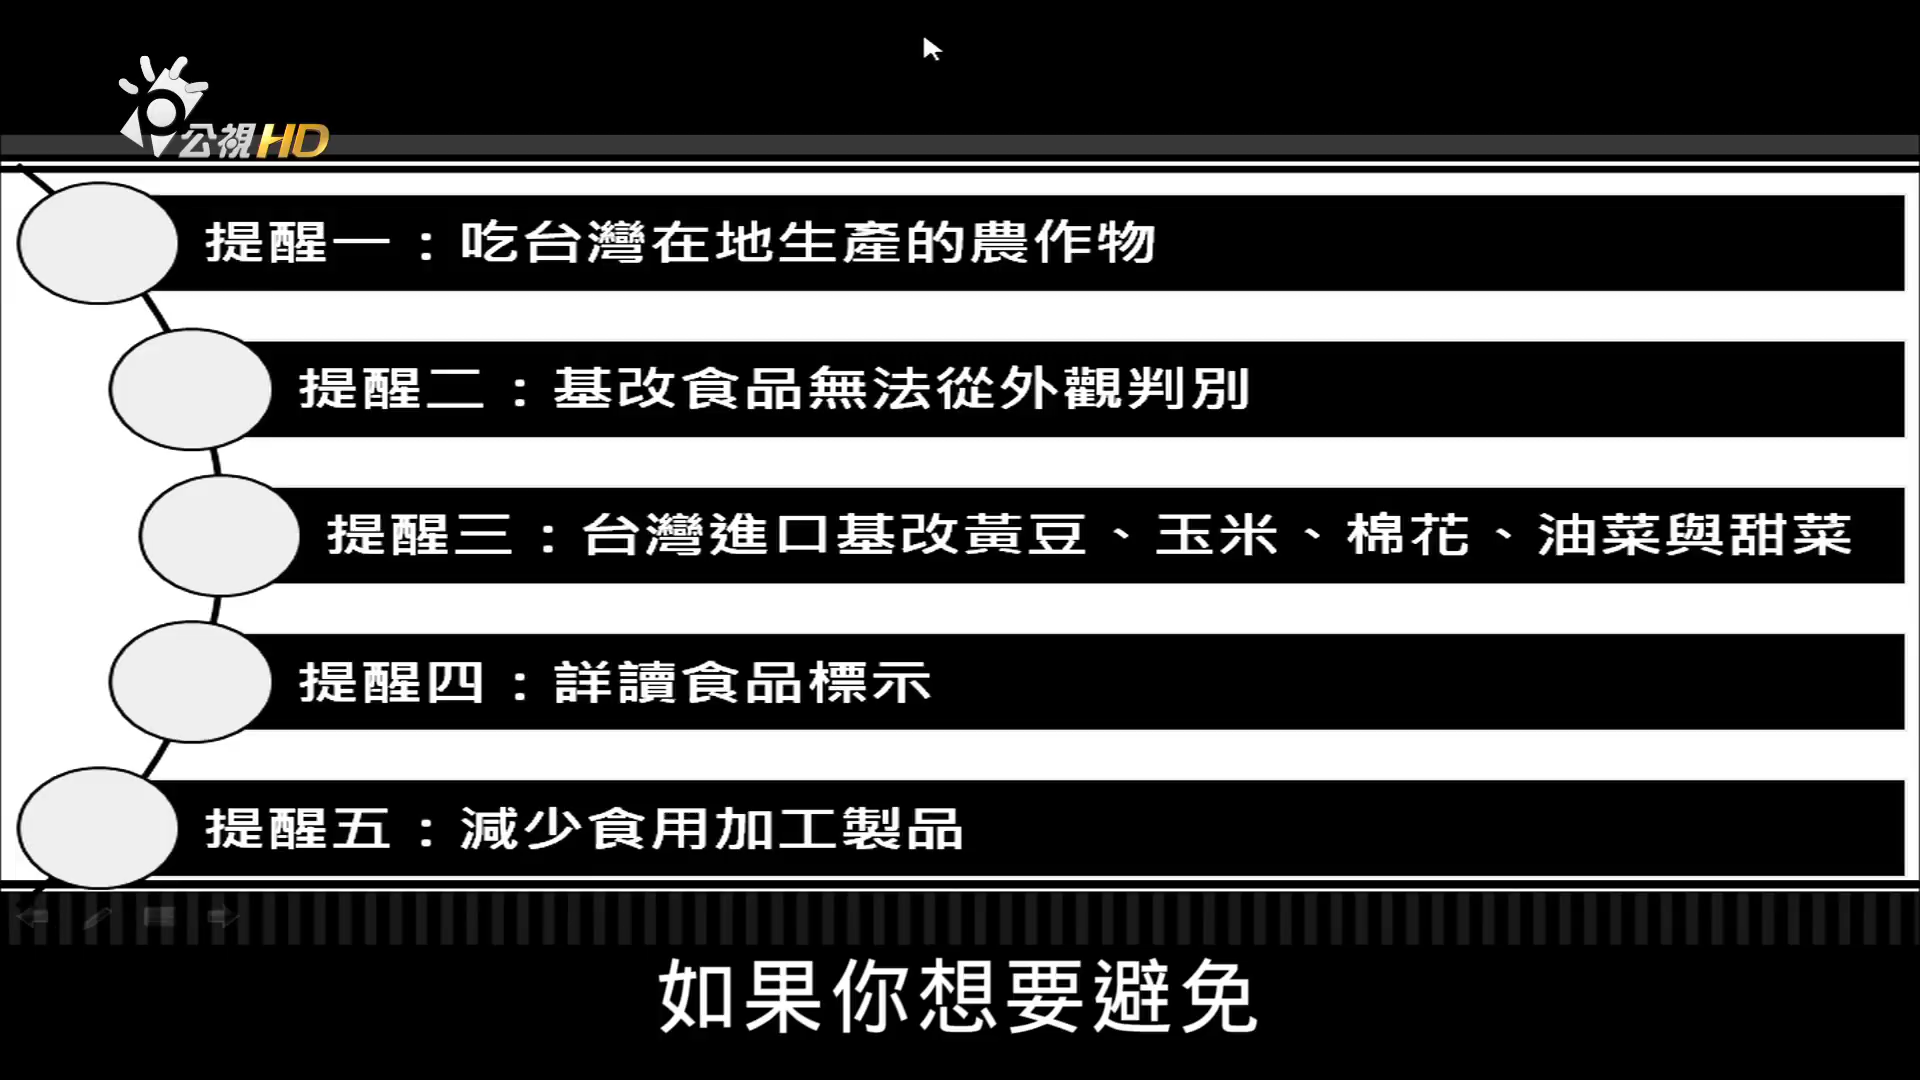 公視HD
提醒一：吃台灣在地生產的農作物
提醒二：基改食品無法從外觀判別
提醒三：台灣進口基改黃豆、玉米、棉花、油菜與甜菜
提醒四：詳讀食品標示
提醒五：減少食用加工製品
如果你想要避免